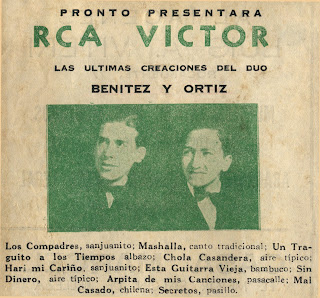 PRONTO PRESENTARA
RCA VICTOR
LAS ULTIMAS CREACIONES DEL DUO
BENITEZ Y ORTIZ
Los Compadres, sanjuanito; Mashalla, canto tradicional; Un Tra-
guito a los Tiempos albazo; Chola Casandera, aire típico;
Hari mi Cariño, sanjuanito; Esta Guitarra Vieja, bambuco; Sin
Dinero, aire típico; Arpita de mis Canciones, pasacalle; Mal
Casado, chilena; Secretos, pasillo.